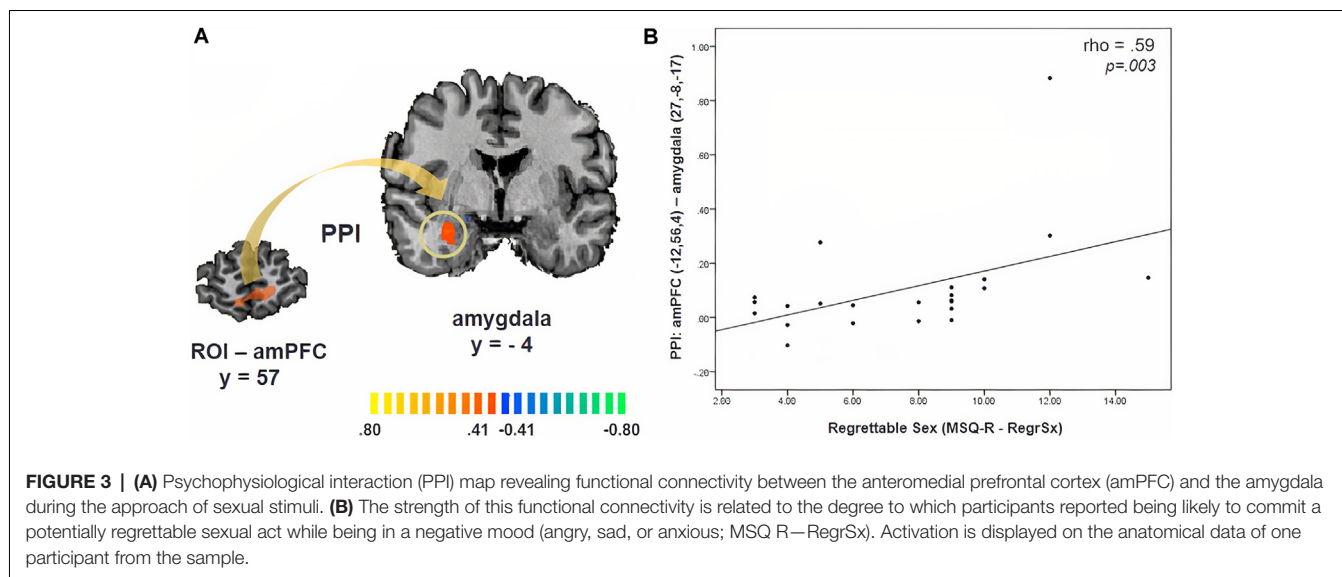 A
PPI
ROI – amPFC
y = 57
amygdala
y = - 4
.80 .41 -0.41 -0.80
B
rho = .59
p=.003
PPI: amPFC (-12,56,4) – amygdala (27,-8,-17)
1.00
.80
.60
.40
.20
.00
-.20
2.00 4.00 6.00 8.00 10.00 12.00 14.00
Regrettable Sex (MSQ-R - RegrSx)
FIGURE 3 | (A) Psychophysiological interaction (PPI) map revealing functional connectivity between the anteromedial prefrontal cortex (amPFC) and the amygdala
during the approach of sexual stimuli. (B) The strength of this functional connectivity is related to the degree to which participants reported being likely to commit a
potentially regrettable sexual act while being in a negative mood (angry, sad, or anxious; MSQ R—RegrSx). Activation is displayed on the anatomical data of one
participant from the sample.